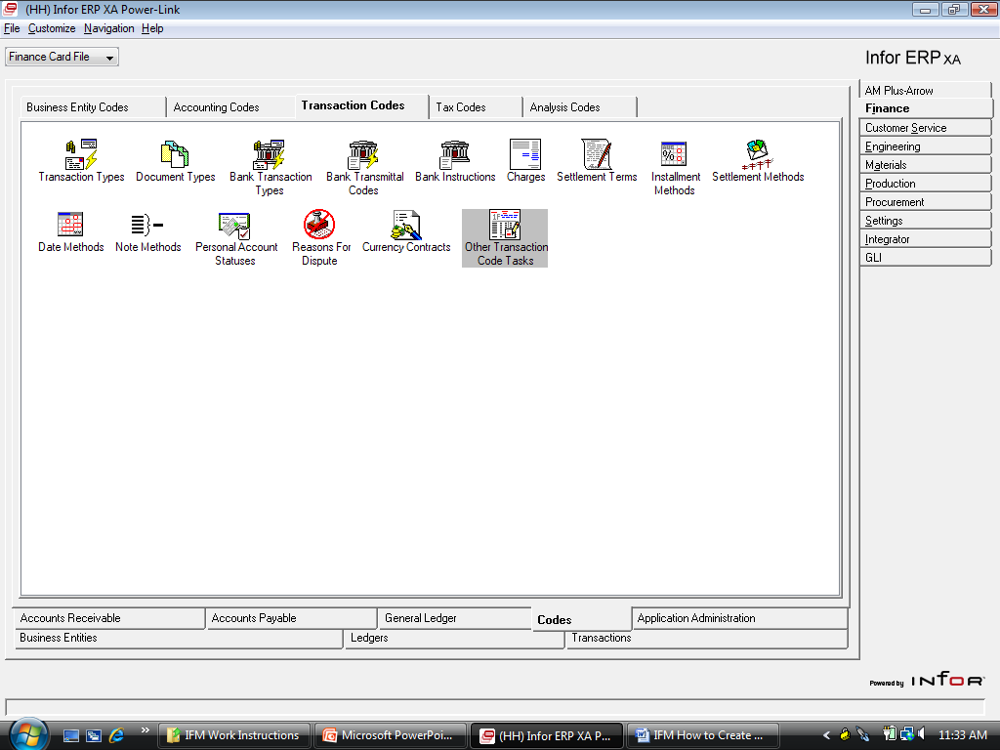 (HH) Infor ERP XA Power-Link
File Customize Navigation Help
Finance Card File
Infor ERP XA
Business Entity Codes
Accounting Codes
Transaction Codes
Tax Codes
Analysis Codes
AM Plus-Arrow
Finance
Customer Service
Engineering
Materials
Production
Procurement
Settings
Integrator
GLI
Transaction Types
Document Types
Bank Transaction
Types
Bank Transmittal
Codes
Bank Instructions
Charges
Settlement Terms
Installment
Methods
Settlement Methods
Date Methods
Note Methods
Personal Account
Statuses
Reasons For
Dispute
Currency Contracts
Other Transaction
Code Tasks
Accounts Receivable
Accounts Payable
General Ledger
Codes
Application Administration
Business Entities
Ledgers
Transactions
Powered by infor
IFM Work Instructions
Microsoft PowerPoi...
(HH) Infor ERP XA P...
IFM How to Create ...
11:33 AM